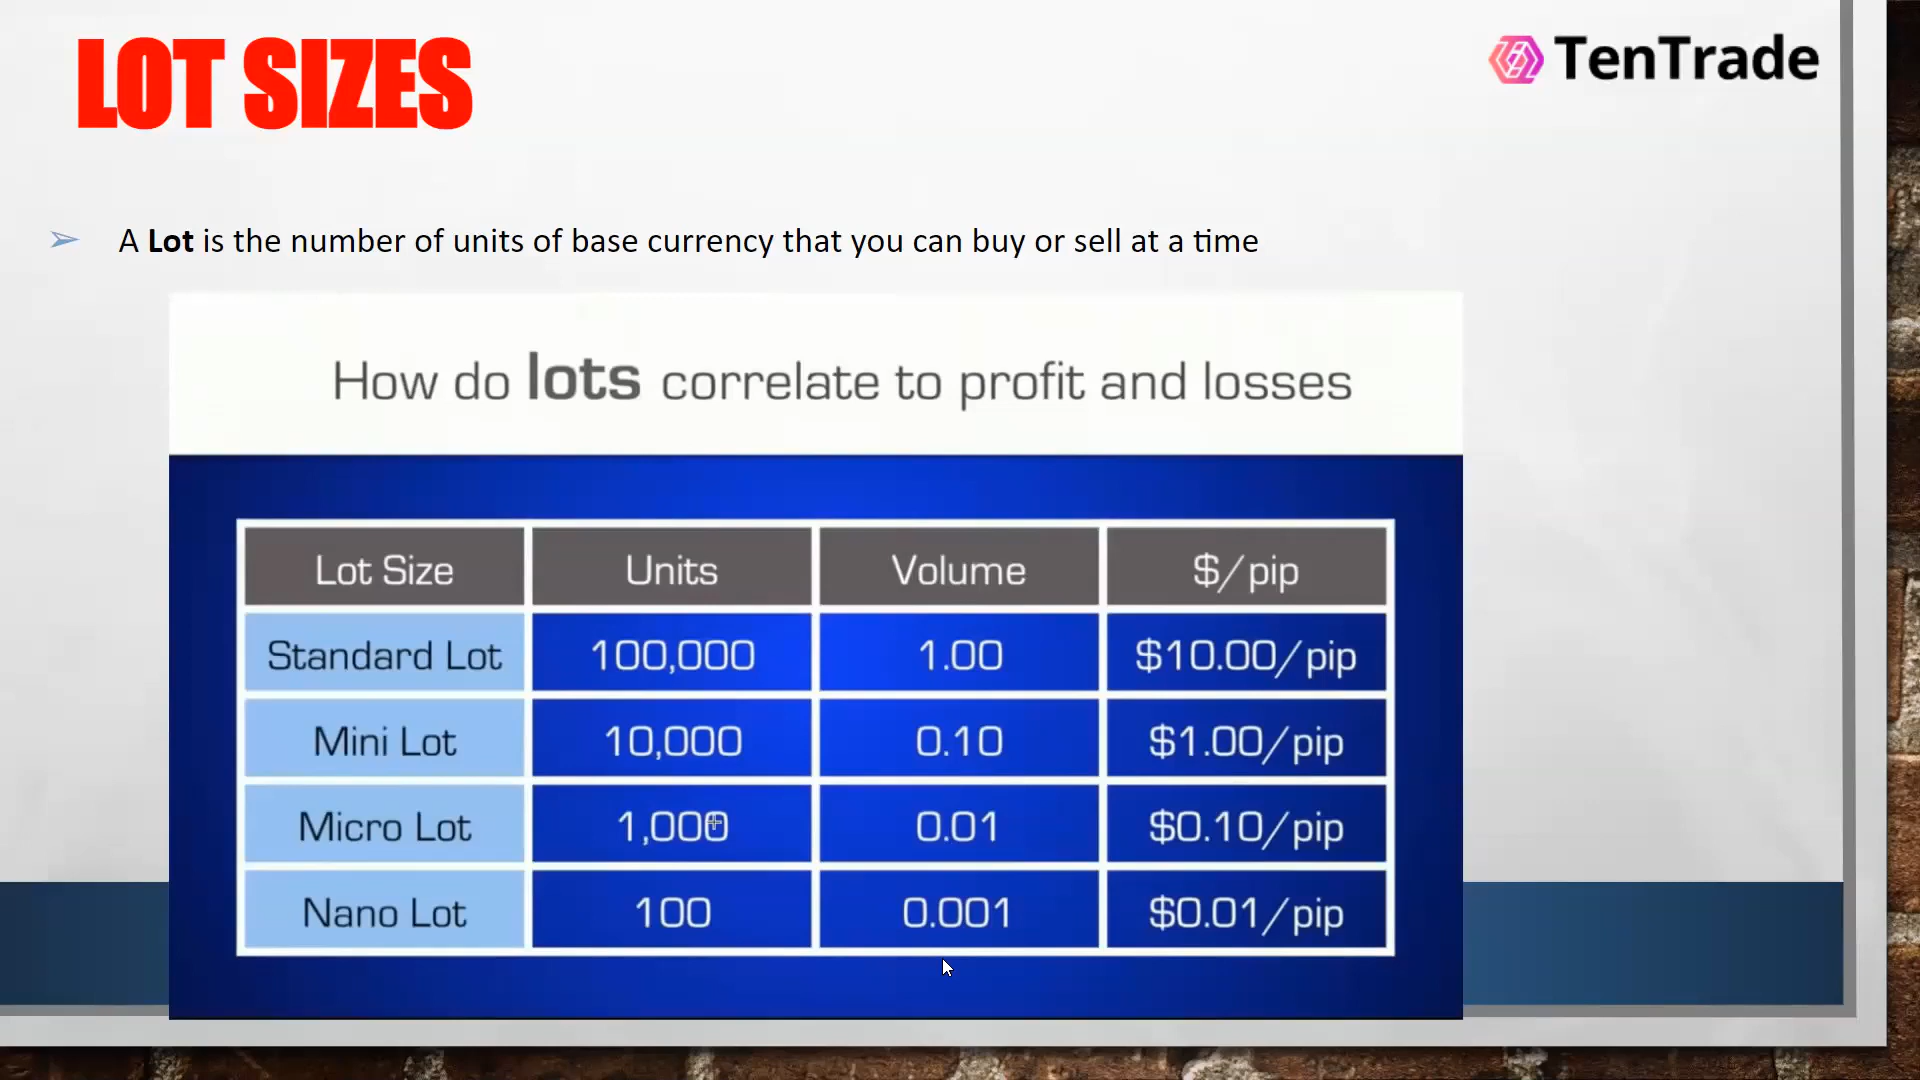 LOT SIZES
TenTrade
➢ A Lot is the number of units of base currency that you can buy or sell at a time
How do lots correlate to profit and losses
Lot Size Units Volume $/pip
Standard Lot 100,000 1.00 $10.00/pip
Mini Lot 10,000 0.10 $1.00/pip
Micro Lot 1,000 0.01 $0.10/pip
Nano Lot 100 0.001 $0.01/pip